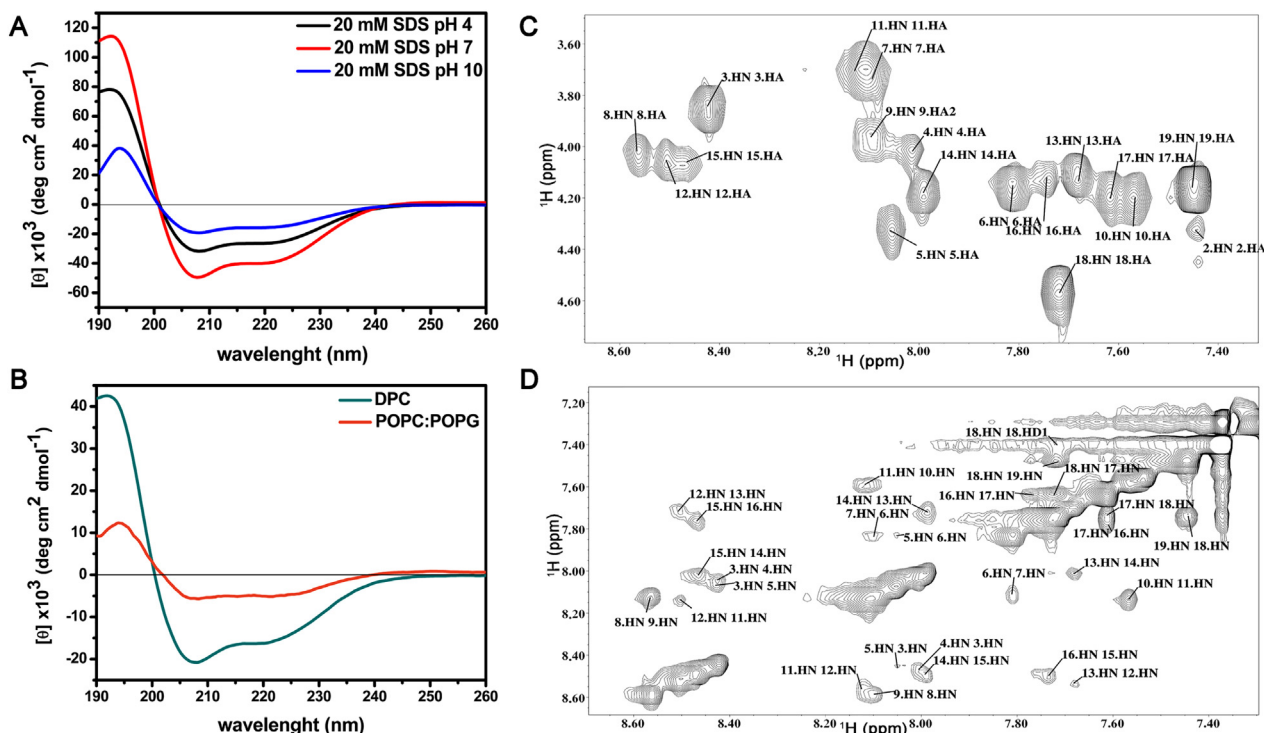 A
20 mM SDS pH 4
20 mM SDS pH 7
20 mM SDS pH 10
[θ] x10³ (deg cm² dmol⁻¹)
120
100
80
60
40
20
0
-20
-40
-60
190 200 210 220 230 240 250 260
wavelenght (nm)
B
DPC
POPC:POPG
[θ] x10³ (deg cm² dmol⁻¹)
40
30
20
10
0
-10
-20
190 200 210 220 230 240 250 260
wavelenght (nm)
C
11.HN 11.HA
7.HN 7.HA
3.HN 3.HA
9.HN 9.HA2
8.HN 8.HA
4.HN 4.HA
13.HN 13.HA
19.HN 19.HA
15.HN 15.HA
14.HN 14.HA
17.HN 17.HA
12.HN 12.HA
6.HN 6.HA
16.HN 16.HA
10.HN 10.HA
5.HN 5.HA
2.HN 2.HA
18.HN 18.HA
¹H (ppm)
3.60
3.80
4.00
4.20
4.40
4.60
8.60 8.40 8.20 8.00 7.80 7.60 7.40
¹H (ppm)
D
18.HN 18.HD1
11.HN 10.HN
18.HN 19.HN
18.HN 17.HN
12.HN 13.HN
14.HN 13.HN
16.HN 17.HN
15.HN 16.HN
7.HN 6.HN
17.HN 18.HN
5.HN 6.HN
17.HN 16.HN
19.HN 18.HN
15.HN 14.HN
3.HN 4.HN
3.HN 5.HN
6.HN 7.HN
13.HN 14.HN
10.HN 11.HN
8.HN 9.HN
12.HN 11.HN
5.HN 3.HN
4.HN 3.HN
11.HN 12.HN
14.HN 15.HN
16.HN 15.HN
9.HN 8.HN
13.HN 12.HN
¹H (ppm)
7.20
7.40
7.60
7.80
8.00
8.20
8.40
8.60
8.60 8.40 8.20 8.00 7.80 7.60 7.40
¹H (ppm)